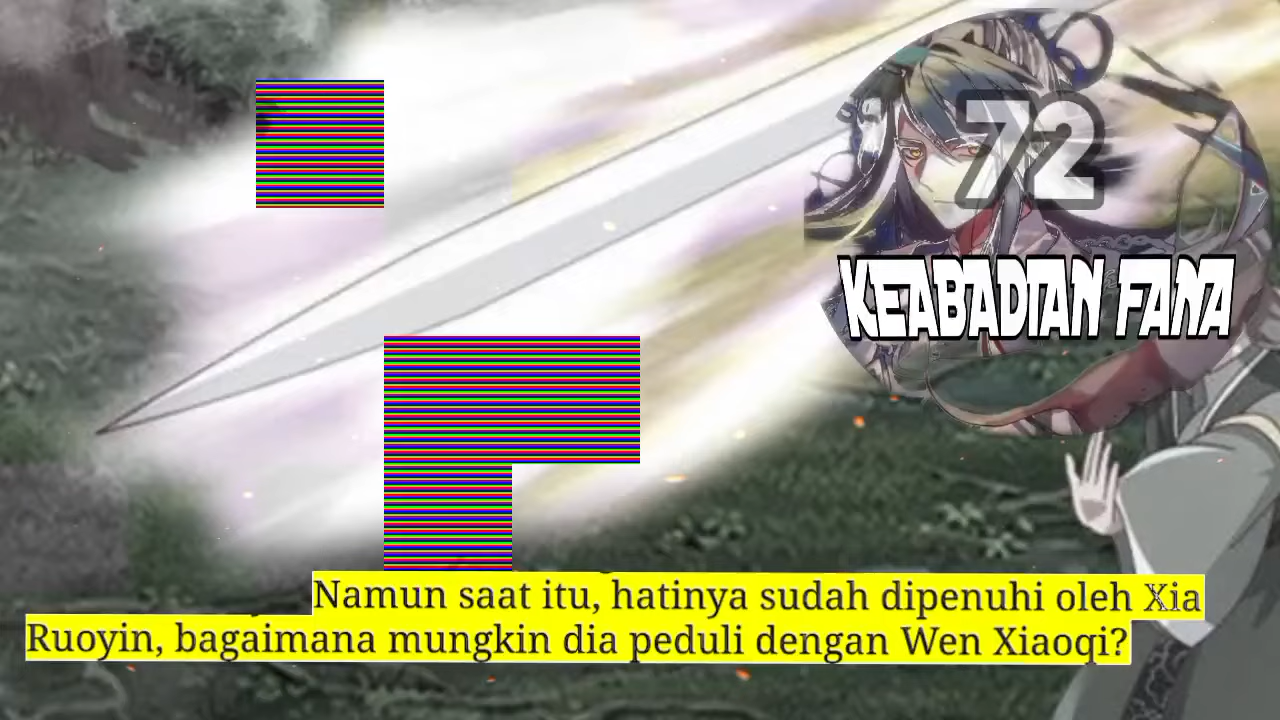 72
KEABADIAN FANA
Namun saat itu, hatinya sudah dipenuhi oleh Xia
Ruoyin, bagaimana mungkin dia peduli dengan Wen Xiaoqi?